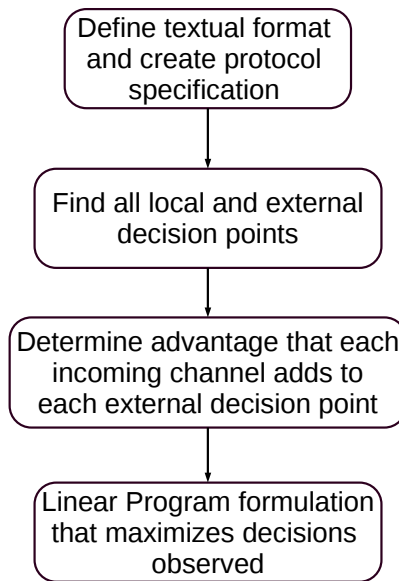 Define textual format
and create protocol
specification
Find all local and external
decision points
Determine advantage that each
incoming channel adds to
each external decision point
Linear Program formulation
that maximizes decisions
observed